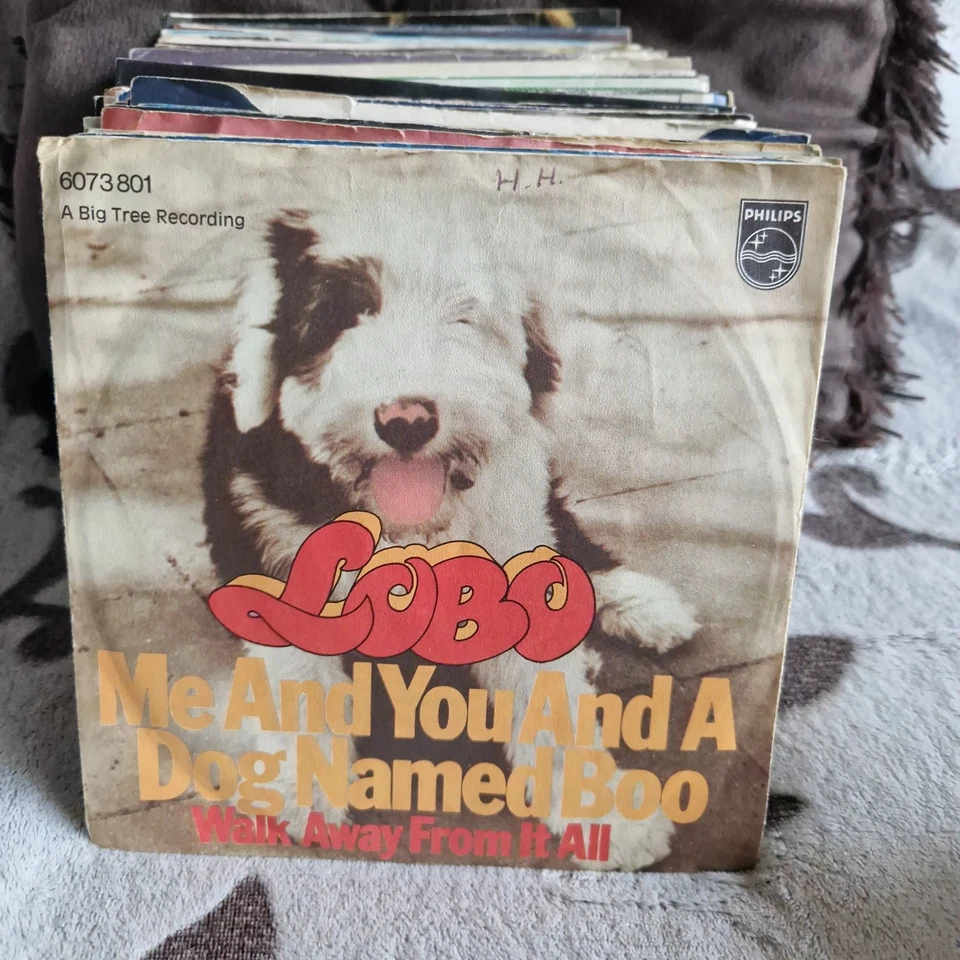 6073 801
A Big Tree Recording
H.H.
PHILIPS
LOBO
Me And You And A
Dog Named Boo
Walk Away From It All